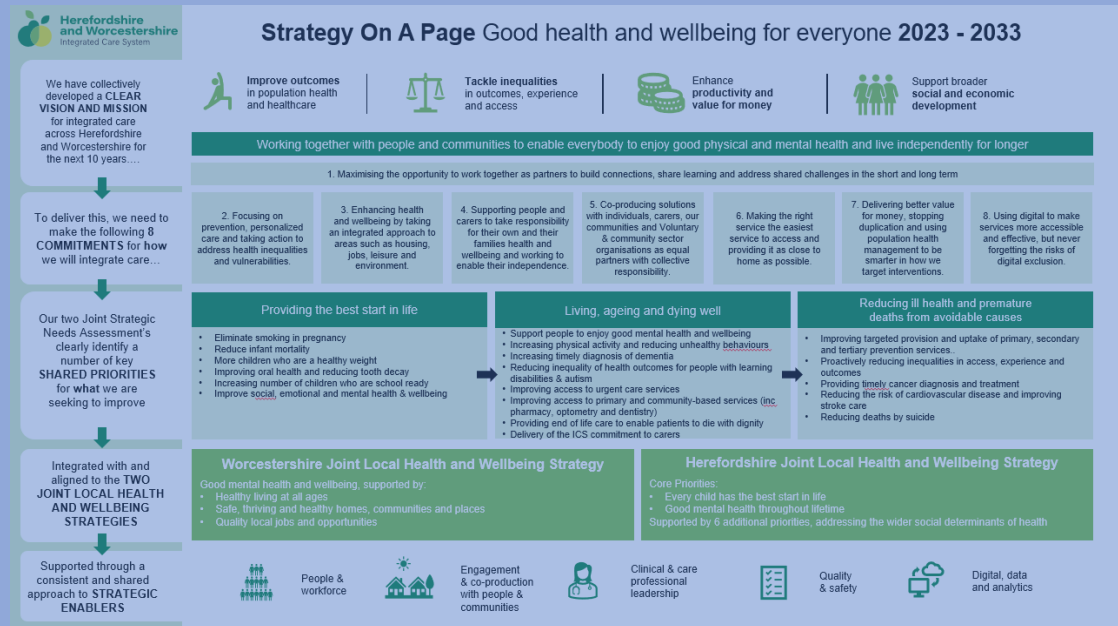 Herefordshire
and Worcestershire
Integrated Care System
Strategy On A Page Good health and wellbeing for everyone 2023 - 2033
We have collectively
developed a CLEAR
VISION AND MISSION
for integrated care
across Herefordshire
and Worcestershire for
the next 10 years....
Improve outcomes
in population health
and healthcare
Tackle inequalities
in outcomes, experience
and access
Enhance
productivity and
value for money
Support broader
social and economic
development
Working together with people and communities to enable everybody to enjoy good physical and mental health and live independently for longer
To deliver this, we need to
make the following 8
COMMITMENTS for how
we will integrate care…
1. Maximising the opportunity to work together as partners to build connections, share learning and address shared challenges in the short and long term
2. Focusing on
prevention, personalized
care and taking action to
address health inequalities
and vulnerabilities.
3. Enhancing health
and wellbeing by taking
an integrated approach to
areas such as housing,
jobs, leisure and
environment.
4. Supporting people and
carers to take responsibility
for their own and their
families health and
wellbeing and working to
enable their independence.
5. Co-producing solutions
with individuals, carers, our
communities and Voluntary
& community sector
organisations as equal
partners with collective
responsibility.
6. Making the right
service the easiest
service to access and
providing it as close to
home as possible.
7. Delivering better value
for money, stopping
duplication and using
population health
management to be
smarter in how we
target interventions.
8. Using digital to make
services more accessible
and effective, but never
forgetting the risks of
digital exclusion.
Our two Joint Strategic
Needs Assessment's
clearly identify a
number of key
SHARED PRIORITIES
for what we are
seeking to improve
Providing the best start in life
• Eliminate smoking in pregnancy
• Reduce infant mortality
• More children who are a healthy weight
• Improving oral health and reducing tooth decay
• Increasing number of children who are school ready
• Improve social, emotional and mental health & wellbeing
Living, ageing and dying well
• Support people to enjoy good mental health and wellbeing
• Increasing physical activity and reducing unhealthy behaviours
• Increasing timely diagnosis of dementia
• Reducing inequality of health outcomes for people with learning
disabilities & autism
• Improving access to urgent care services
• Improving access to primary and community-based services (inc
pharmacy, optometry and dentistry)
• Providing end of life care to enable patients to die with dignity
• Delivery of the ICS commitment to carers
Reducing ill health and premature
deaths from avoidable causes
• Improving targeted provision and uptake of primary, secondary
and tertiary prevention services..
• Proactively reducing inequalities in access, experience and
outcomes
• Providing timely cancer diagnosis and treatment
• Reducing the risk of cardiovascular disease and improving
stroke care
• Reducing deaths by suicide
Integrated with and
aligned to the TWO
JOINT LOCAL HEALTH
AND WELLBEING
STRATEGIES
Worcestershire Joint Local Health and Wellbeing Strategy
Good mental health and wellbeing, supported by:
• Healthy living at all ages
• Safe, thriving and healthy homes, communities and places
• Quality local jobs and opportunities
Herefordshire Joint Local Health and Wellbeing Strategy
Core Priorities:
• Every child has the best start in life
• Good mental health throughout lifetime
Supported by 6 additional priorities, addressing the wider social determinants of health
Supported through a
consistent and shared
approach to STRATEGIC
ENABLERS
People &
workforce
Engagement
& co-production
with people &
communities
Clinical & care
professional
leadership
Quality
& safety
Digital, data
and analytics